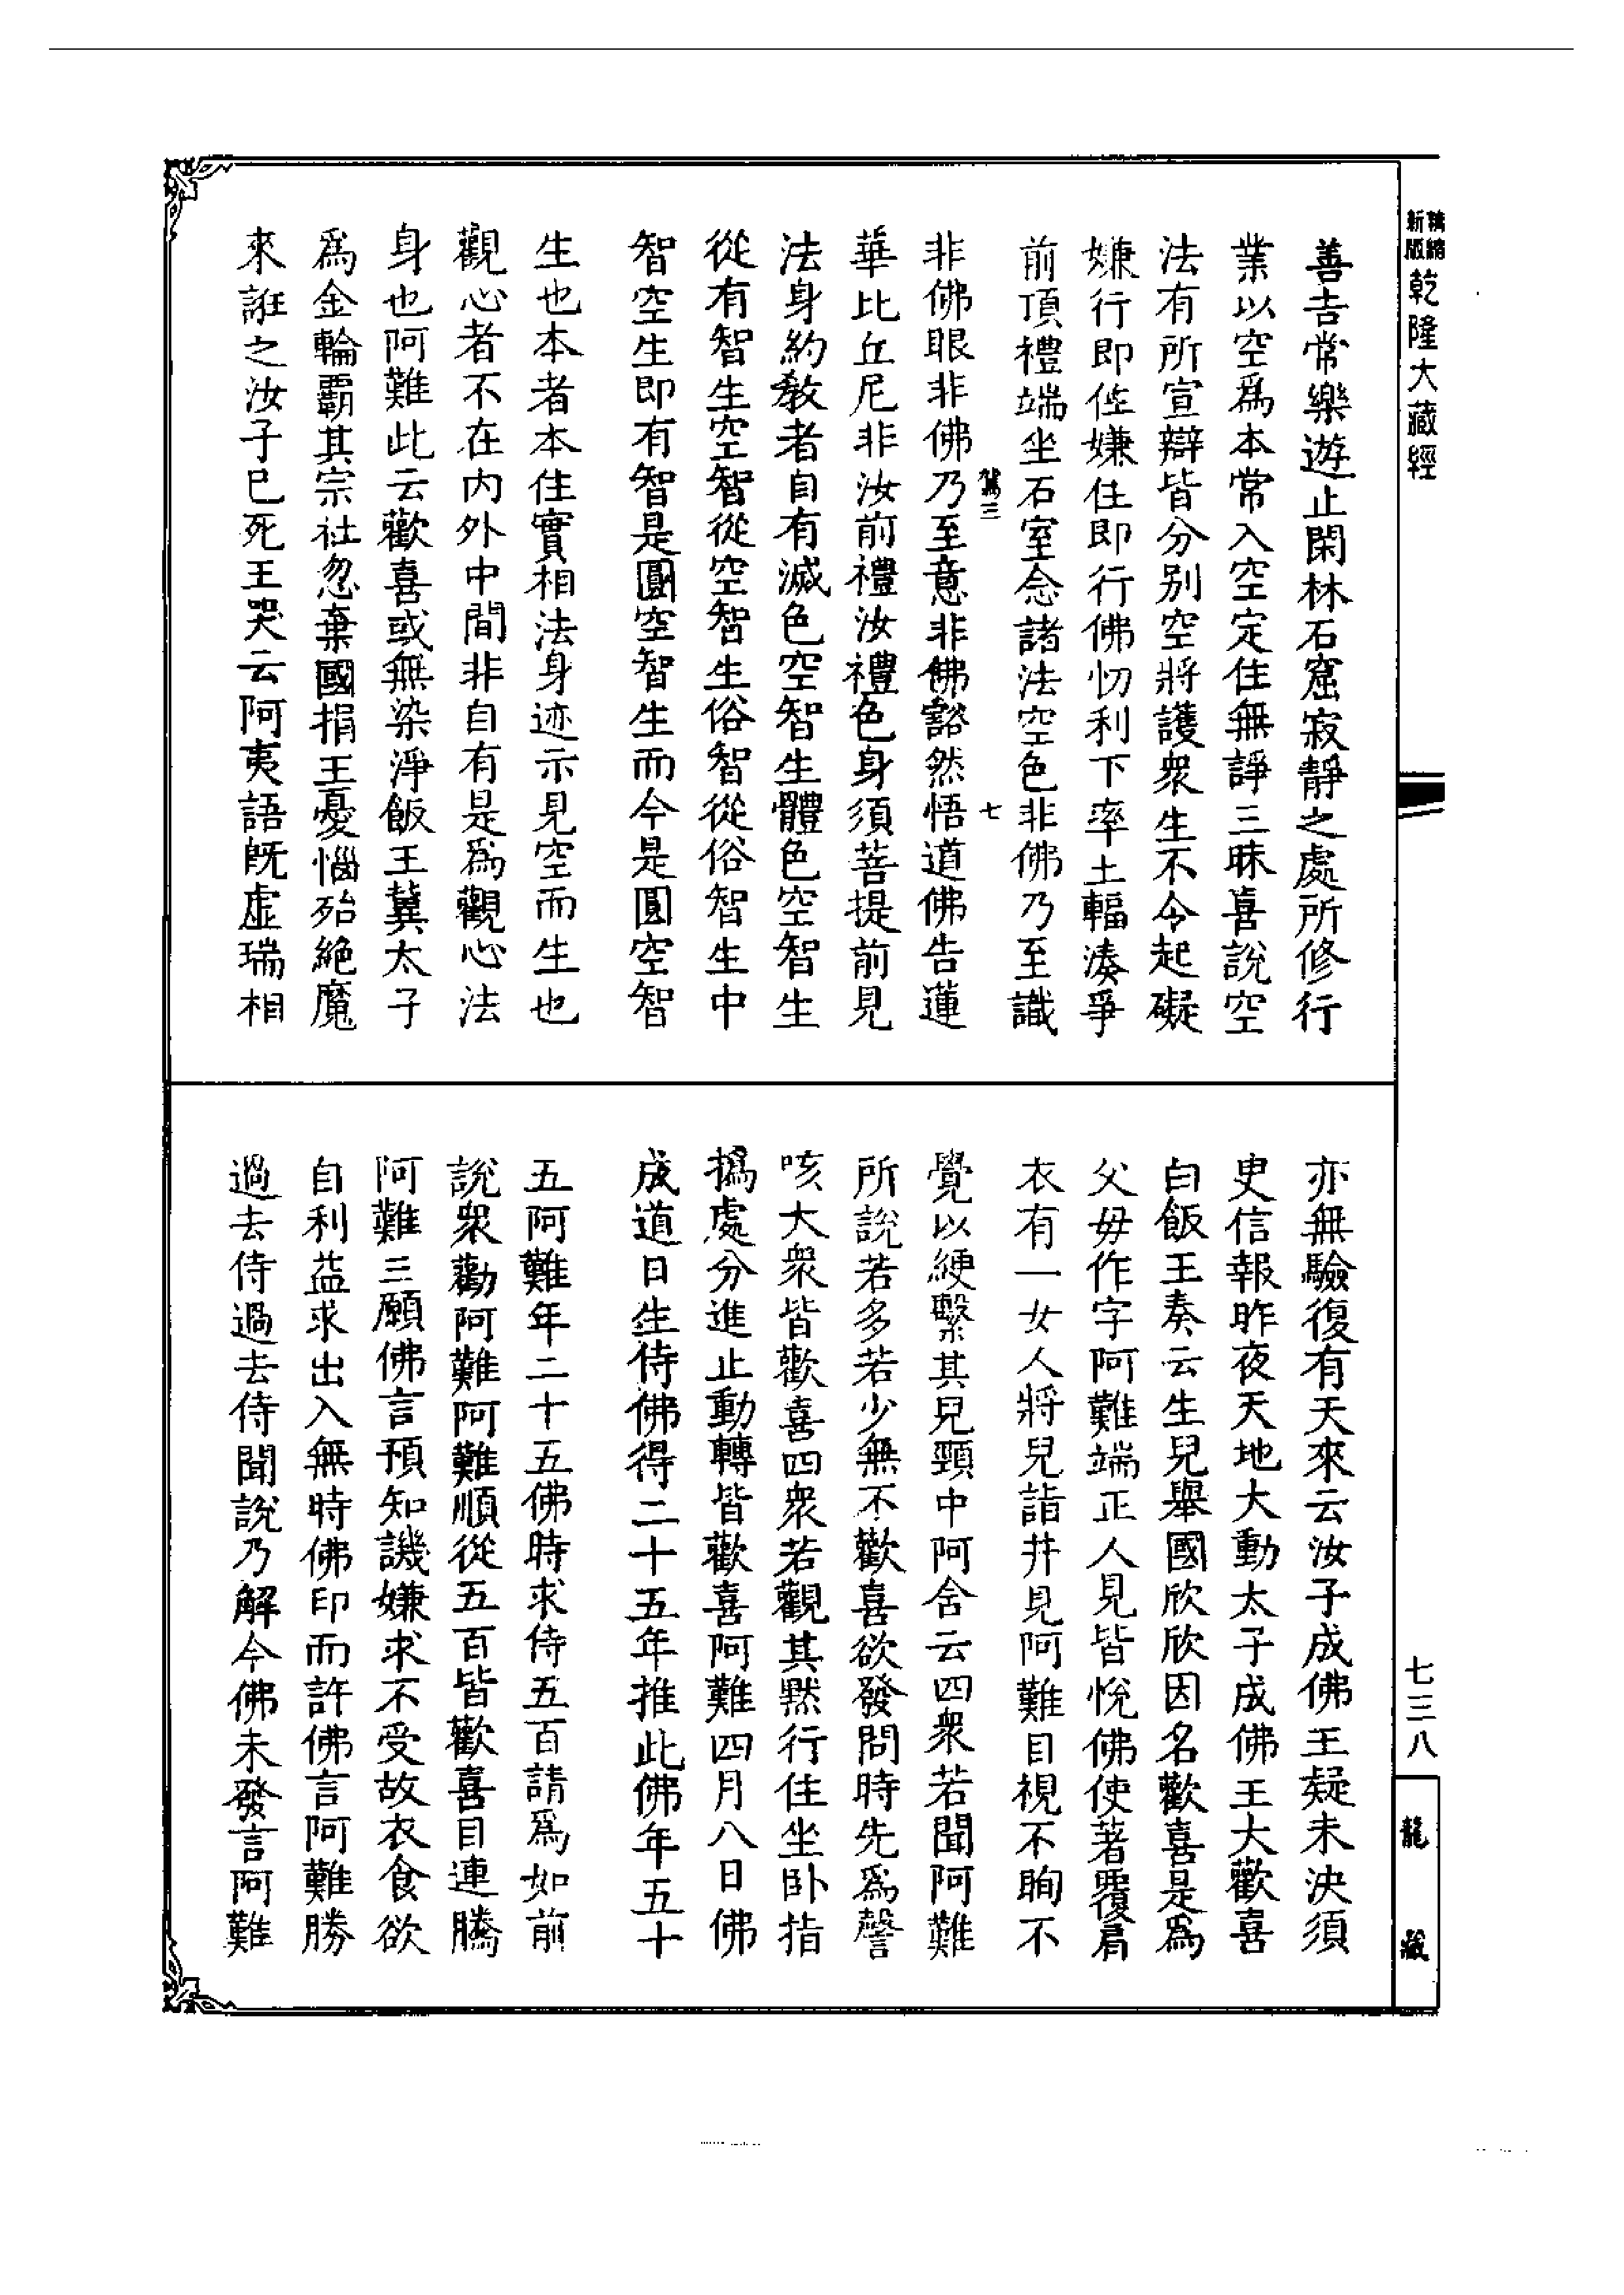 精縮新版乾隆大藏經
善吉常樂遊止閑林石窟寂靜之處所修行
業以空爲本常入空定住無諍三昧喜說空
法有所宣辯皆分别空將護衆生不令起礙
嫌行即住嫌住即行佛忉利下率土輻湊爭
前頂禮端坐石室念諸法空色非佛乃至識
駕三
七
非佛眼非佛乃至意非佛豁然悟道佛告蓮
華比丘尼非汝前禮汝禮色身須菩提前見
法身約教者自有滅色空智生體色空智生
從有智生空智從空智生俗智從俗智生中
智空生即有智是圓空智生而今是圓空智
生也本者本住實相法身迹示見空而生也
觀心者不在内外中間非自有是爲觀心法
身也阿難此云歡喜或無染淨飯王冀太子
爲金輪霸其宗社忽棄國捐王憂惱殆絶魔
來誑之汝子已死王哭云阿夷語既虚瑞相
亦無驗復有天來云汝子成佛王疑未決須
史信報昨夜天地大動太子成佛王大歡喜
白飯王奏云生兒舉國欣欣因名歡喜是爲
父母作字阿難端正人見皆悅佛使著覆肩
衣有一女人將兒詣井見阿難目視不眴不
覺以綆繫其兒頸中阿含云四衆若聞阿難
所說若多若少無不歡喜欲發問時先爲謦
咳大衆皆歡喜四衆若觀其默行住坐卧指
撝處分進止動轉皆歡喜阿難四月八日佛
成道日生侍佛得二十五年推此佛年五十
五阿難年二十五佛時求侍五百請爲如前
說衆勸阿難阿難順從五百皆歡喜目連騰
阿難三願佛言預知譏嫌求不受故衣食欲
自利益求出入無時佛印而許佛言阿難勝
過去侍過去侍聞說乃解今佛未發言阿難
七三八
龍藏